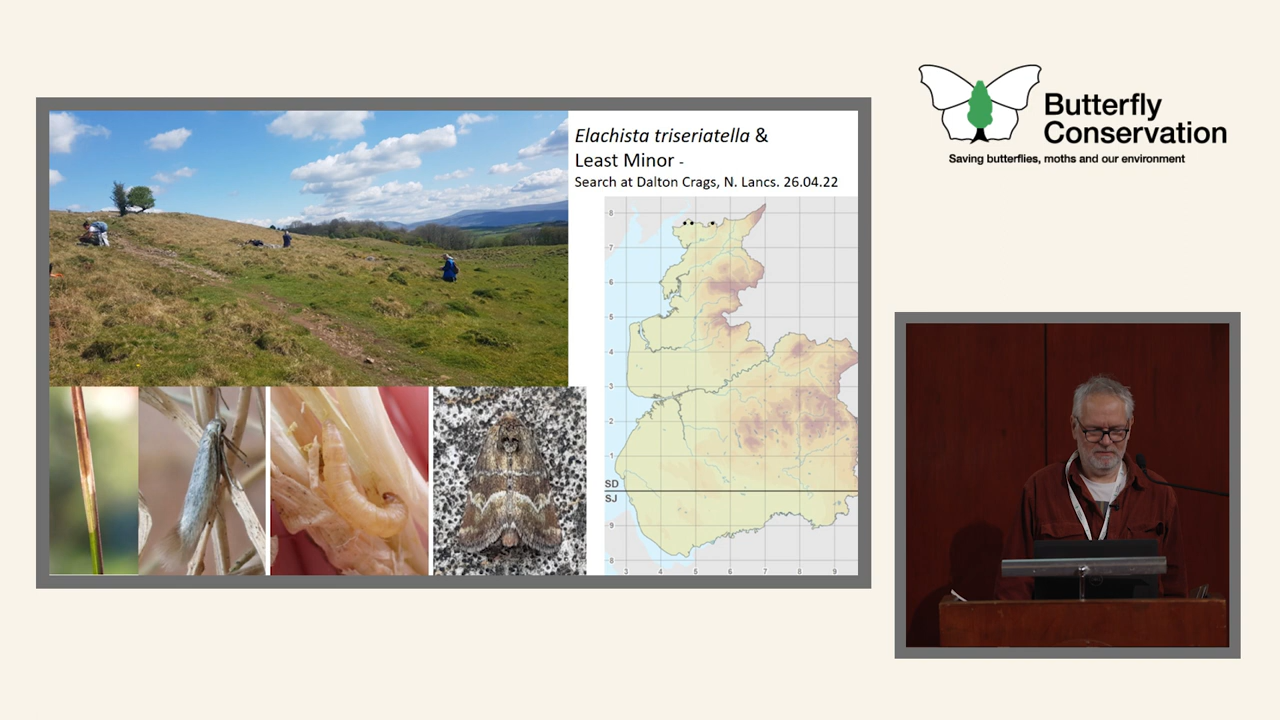 Elachista triseriatella &
Least Minor -
Search at Dalton Crags, N. Lancs. 26.04.22
Butterfly
Conservation
Saving butterflies, moths and our environment
8
7
6
5
4
3
2
1
SD
SJ
9
8
3 4 5 6 7 8 9